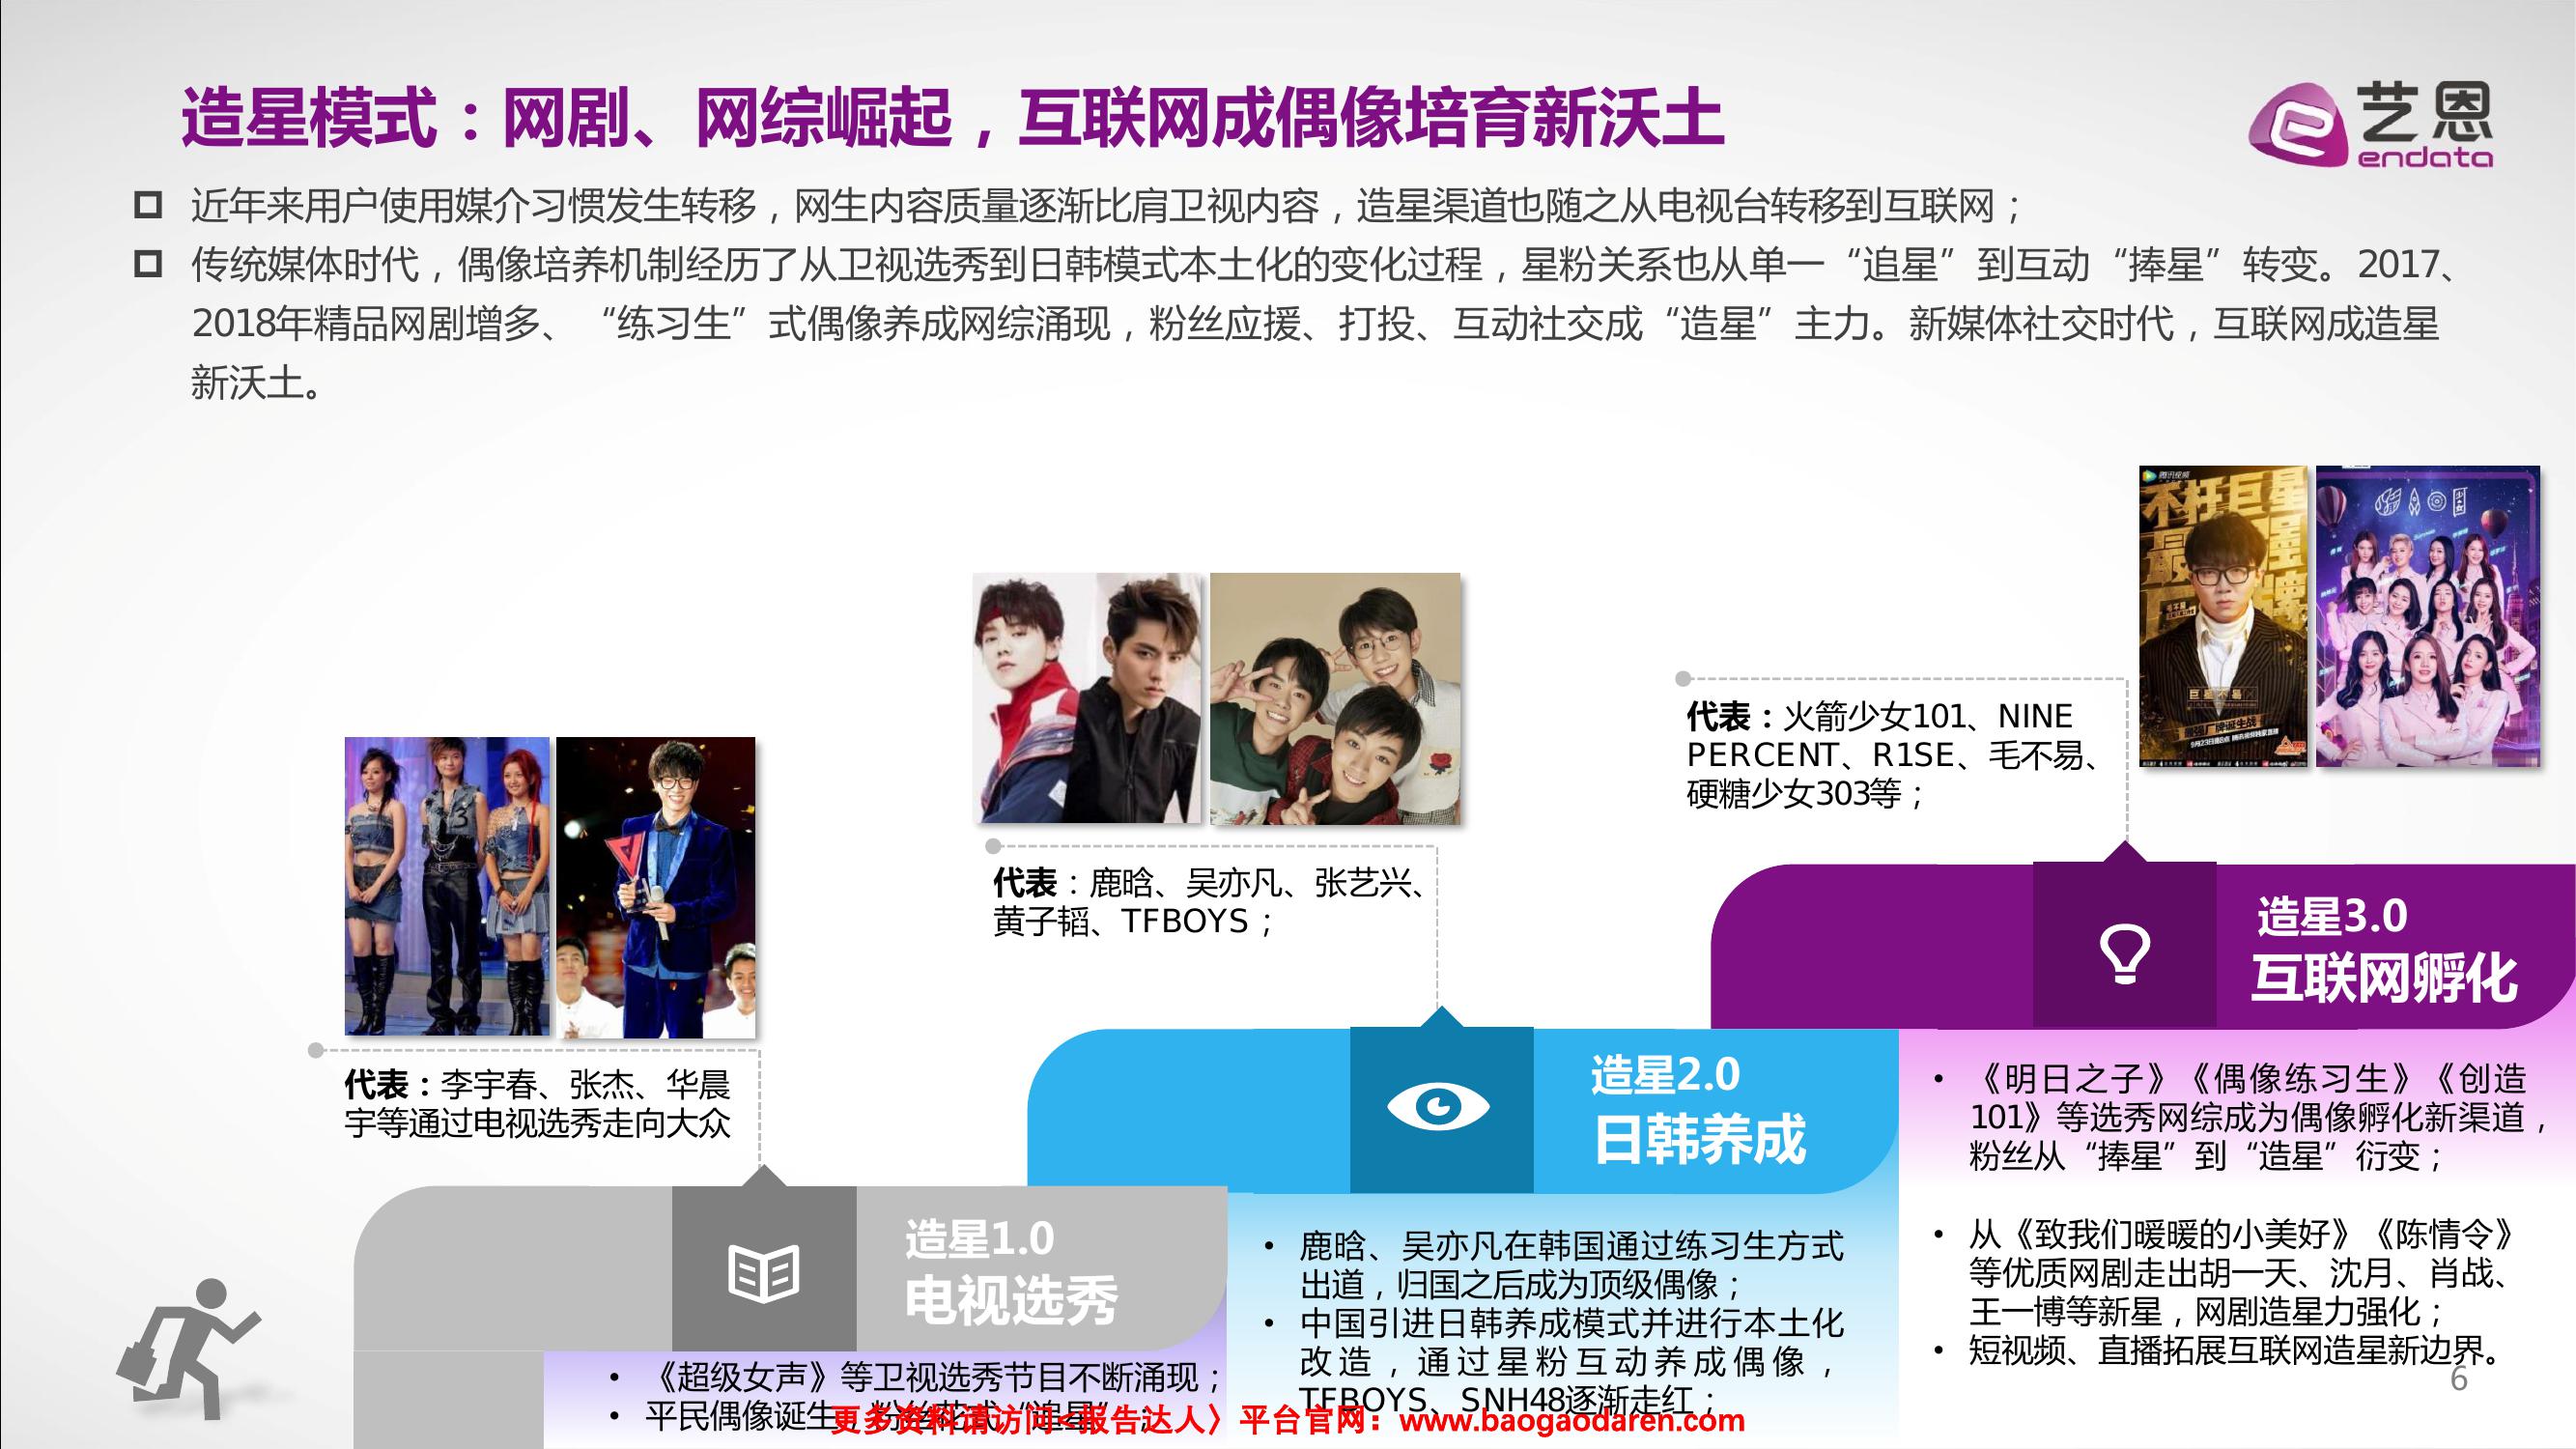 造星模式：网剧、网综崛起，互联网成偶像培育新沃土
艺恩
endata
近年来用户使用媒介习惯发生转移，网生内容质量逐渐比肩卫视内容，造星渠道也随之从电视台转移到互联网；
传统媒体时代，偶像培养机制经历了从卫视选秀到日韩模式本土化的变化过程，星粉关系也从单一“追星”到互动“捧星”转变。2017、
2018年精品网剧增多、“练习生”式偶像养成网综涌现，粉丝应援、打投、互动社交成“造星”主力。新媒体社交时代，互联网成造星
新沃土。
代表：李宇春、张杰、华晨
宇等通过电视选秀走向大众
造星1.0
电视选秀
• 《超级女声》等卫视选秀节目不断涌现；
• 平民偶像诞生，粉丝花式“追星”；
代表：鹿晗、吴亦凡、张艺兴、
黄子韬、TFBOYS；
造星2.0
日韩养成
• 鹿晗、吴亦凡在韩国通过练习生方式
出道，归国之后成为顶级偶像；
• 中国引进日韩养成模式并进行本土化
改造，通过星粉互动养成偶像，
TFBOYS、SNH48逐渐走红；
腾讯视频
不枉巨星
最强
巨星不易
代表：火箭少女101、NINE
PERCENT、R1SE、毛不易、
硬糖少女303等；
造星3.0
互联网孵化
• 《明日之子》《偶像练习生》《创造
101》等选秀网综成为偶像孵化新渠道，
粉丝从“捧星”到“造星”衍变；
• 从《致我们暖暖的小美好》《陈情令》
等优质网剧走出胡一天、沈月、肖战、
王一博等新星，网剧造星力强化；
• 短视频、直播拓展互联网造星新边界。
6
更多资料请访问<报告达人〉平台官网：www.baogaodaren.com